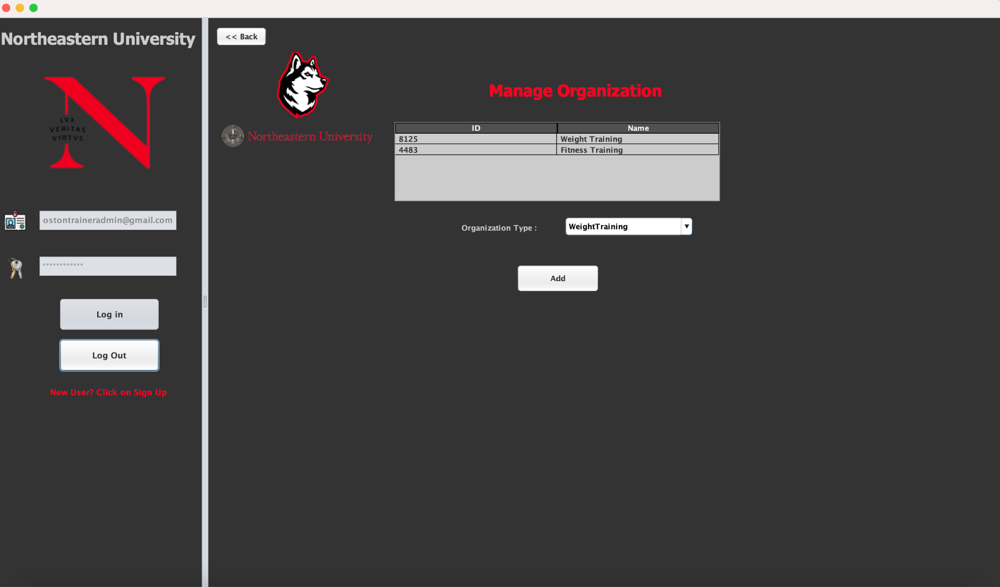 Northeastern University
LVX
VERITAS
VIRTVS
ostontraineradmin@gmail.com
************
Log in
Log Out
New User? Click on Sign Up
<< Back
Northeastern University
Manage Organization
ID Name
8125 Weight Training
4483 Fitness Training
Organization Type :
WeightTraining
Add